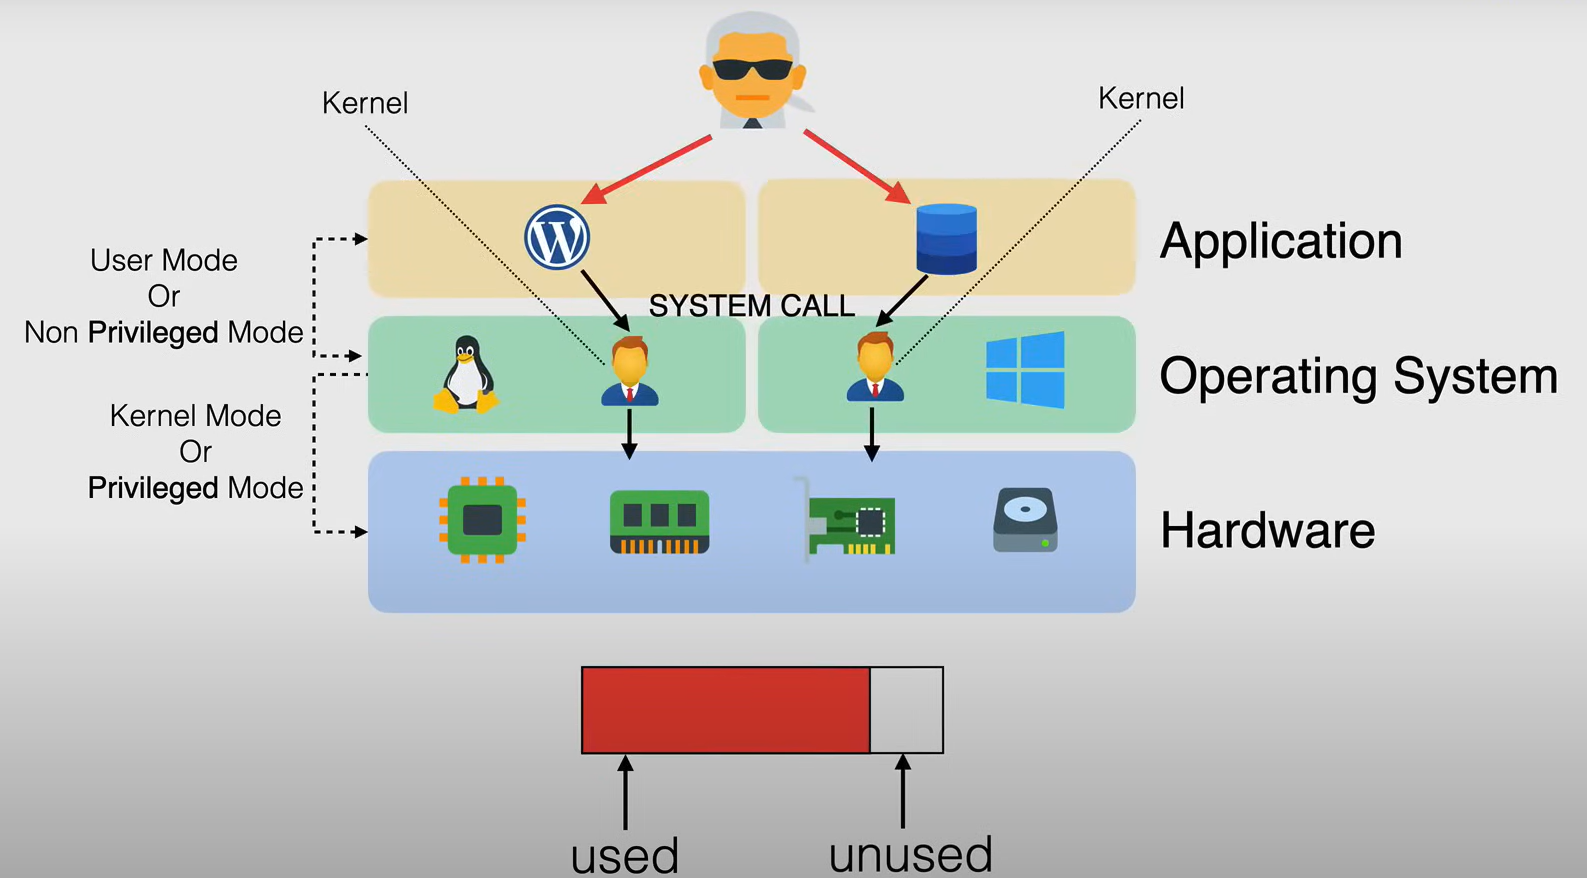 Kernel
Kernel
Application
User Mode
Or
Non Privileged Mode
SYSTEM CALL
Operating System
Kernel Mode
Or
Privileged Mode
Hardware
used
unused